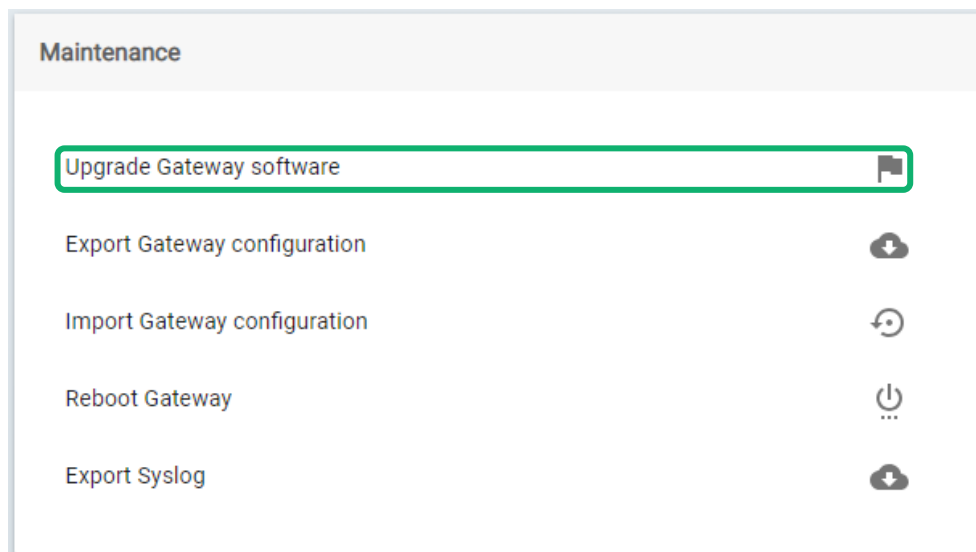 Maintenance
Upgrade Gateway software
Export Gateway configuration
Import Gateway configuration
Reboot Gateway
Export Syslog